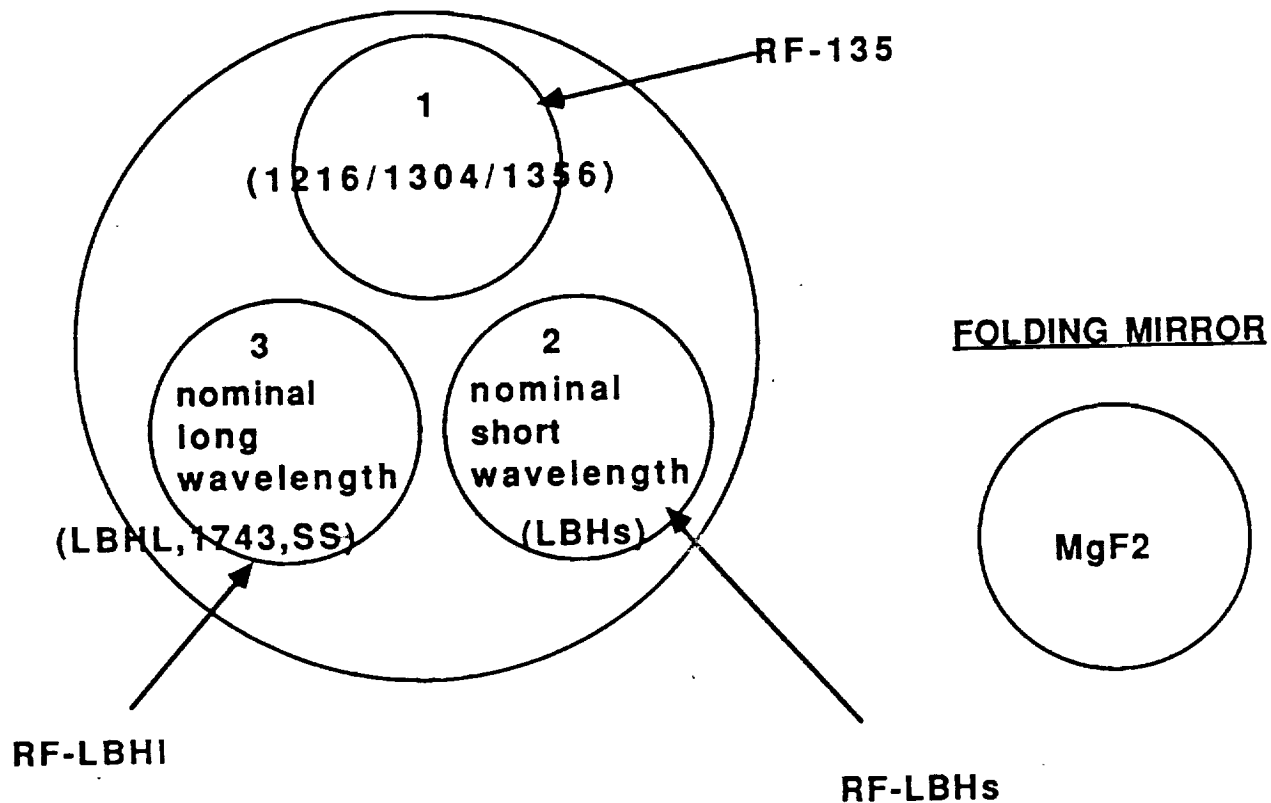 RF-135
1
(1216/1304/1356)
3
nominal
long
wavelength
(LBHL,1743,SS)
2
nominal
short
wavelength
(LBHs)
FOLDING MIRROR
MgF2
RF-LBHl
RF-LBHs